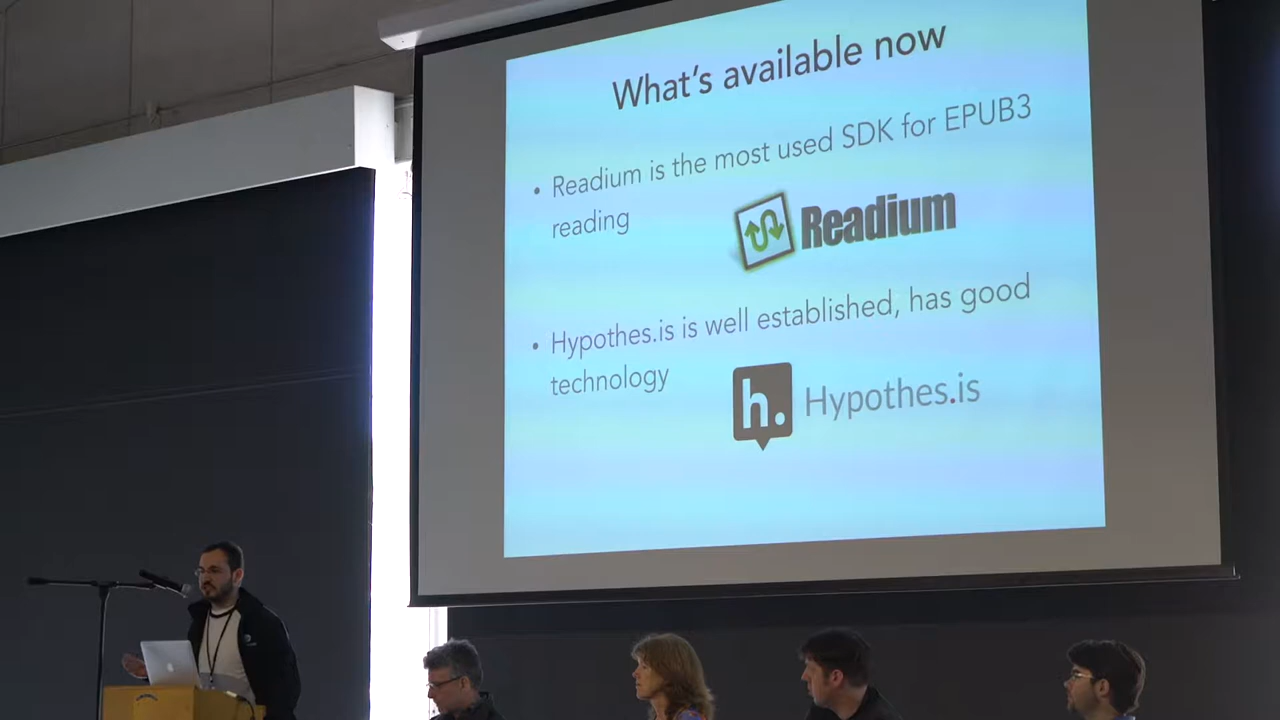 What's available now
• Readium is the most used SDK for EPUB3
reading
Readium
• Hypothes.is is well established, has good
technology
h. Hypothes.is